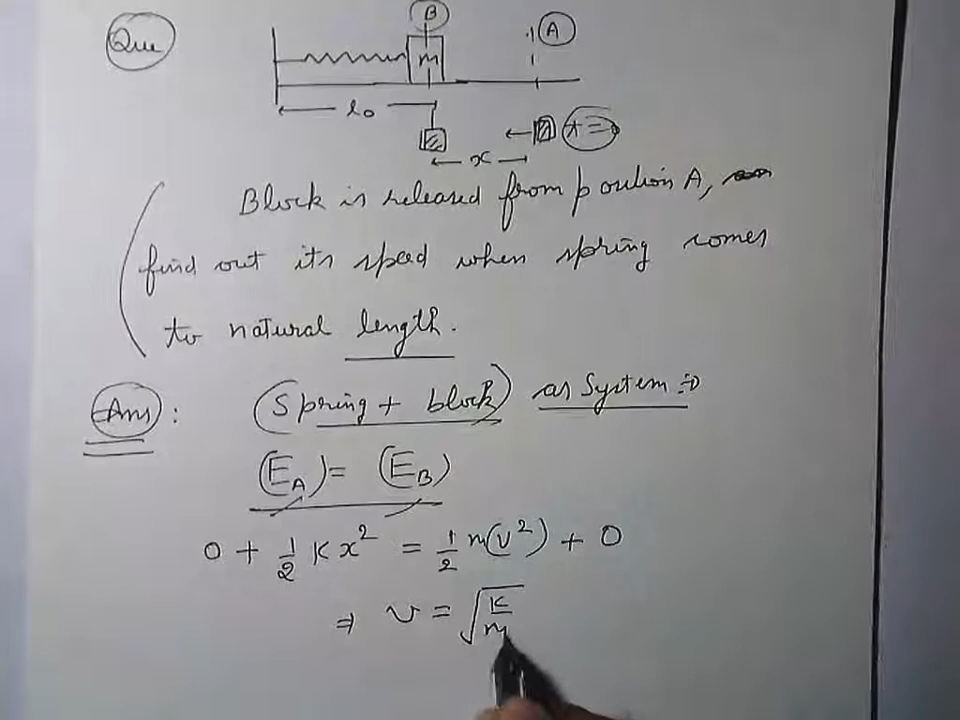 Que
B
A
m
l₀
x
Block is released from position A,
find out its speed when spring comes
to natural length.
Ans : (Spring + block) as System :
(E_A) = (E_B)
0 + 1/2 K x² = 1/2 m(v²) + 0
⇒ v = √(K/m)